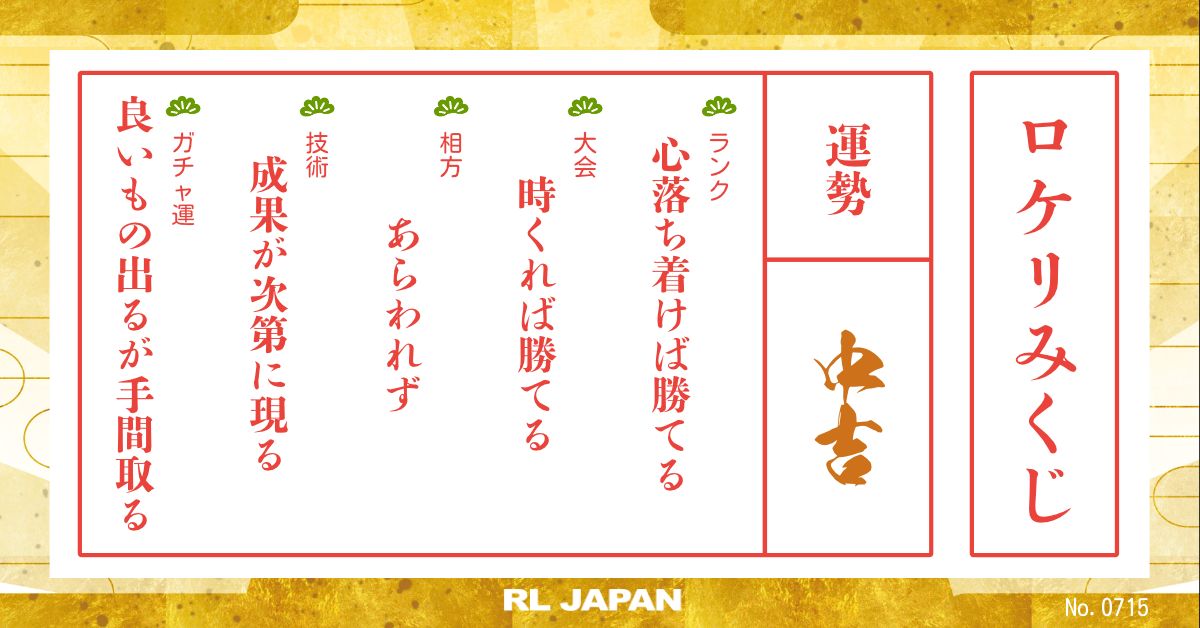 ロケリみくじ
運勢
中吉
ランク
心落ち着けば勝てる
大会
時くれば勝てる
相方
あらわれず
技術
成果が次第に現る
ガチャ運
良いもの出るが手間取る
RL JAPAN
No. 0715